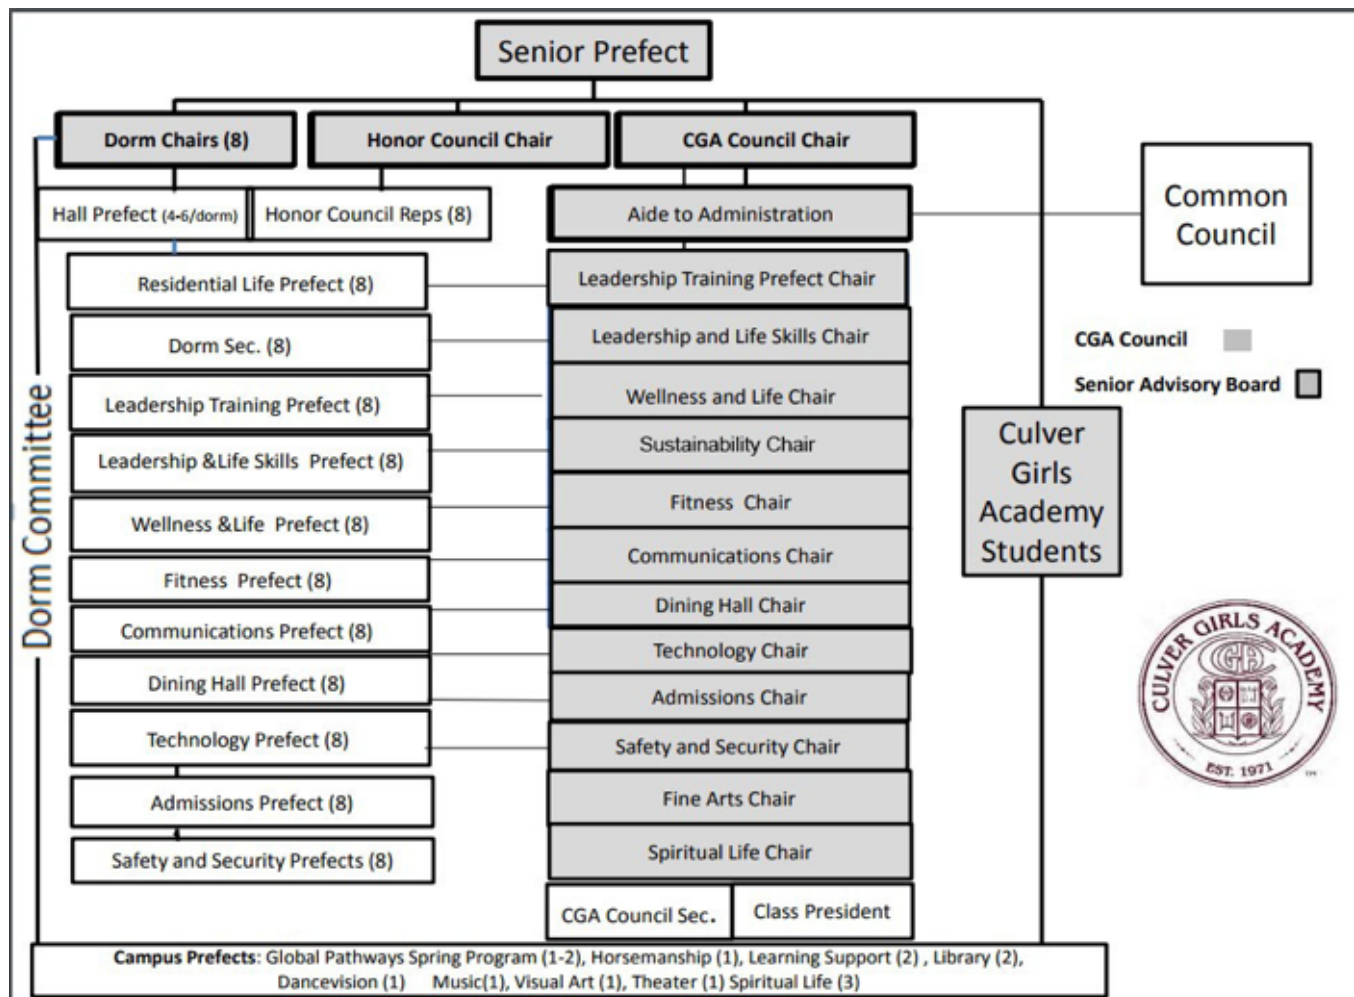 Senior Prefect
Dorm Chairs (8)
Honor Council Chair
CGA Council Chair
Hall Prefect (4-6/dorm)
Honor Council Reps (8)
Aide to Administration
Common
Council
Residential Life Prefect (8)
Leadership Training Prefect Chair
Dorm Sec. (8)
Leadership and Life Skills Chair
CGA Council
Senior Advisory Board
Leadership Training Prefect (8)
Wellness and Life Chair
Leadership &Life Skills Prefect (8)
Sustainability Chair
Culver
Girls
Academy
Students
Wellness &Life Prefect (8)
Fitness Chair
Dorm Committee
Fitness Prefect (8)
Communications Chair
Communications Prefect (8)
Dining Hall Chair
Dining Hall Prefect (8)
Technology Chair
Technology Prefect (8)
Admissions Chair
Safety and Security Chair
Admissions Prefect (8)
Fine Arts Chair
Safety and Security Prefects (8)
Spiritual Life Chair
CGA Council Sec.
Class President
CULVER GIRLS ACADEMY
CGA
EST. 1971
TM
Campus Prefects: Global Pathways Spring Program (1-2), Horsemanship (1), Learning Support (2) , Library (2),
Dancevision (1) Music(1), Visual Art (1), Theater (1) Spiritual Life (3)